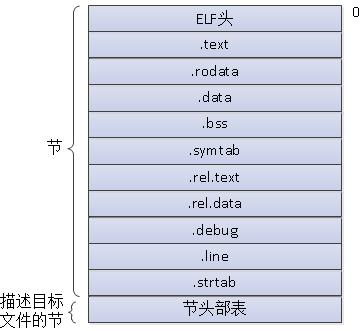 ELF头
0
.text
.rodata
.data
.bss
节
.symtab
.rel.text
.rel.data
.debug
.line
.strtab
描述目标
文件的节
节头部表